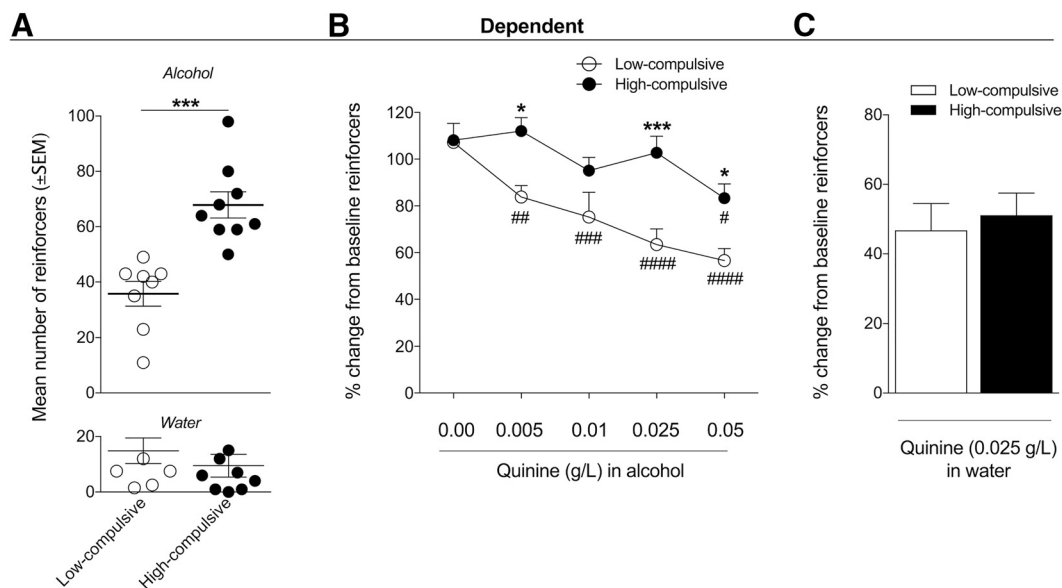 A
B
Dependent
C
Alcohol
***
Mean number of reinforcers (±SEM)
100
80
60
40
20
0
Water
20
0
Low-compulsive
High-compulsive
Low-compulsive
High-compulsive
% change from baseline reinforcers
120
100
80
60
40
20
0
*
***
*
##
###
####
#
####
0.00 0.005 0.01 0.025 0.05
Quinine (g/L) in alcohol
Low-compulsive
High-compulsive
% change from baseline reinforcers
80
60
40
20
0
Quinine (0.025 g/L)
in water